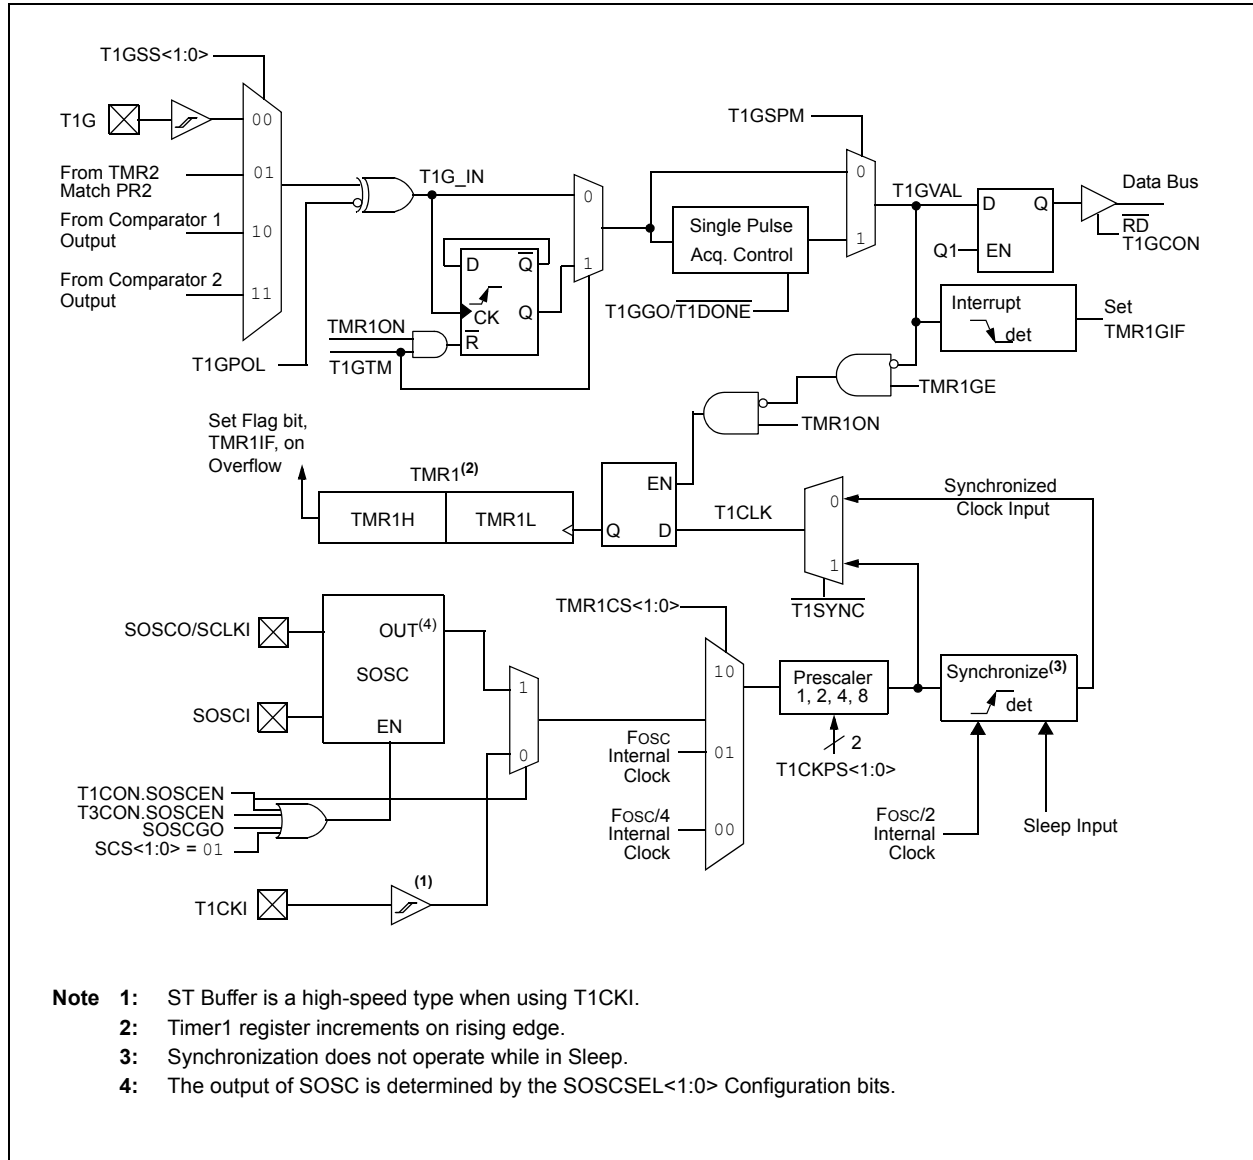 T1GSS<1:0>
T1G
00
From TMR2
Match PR2
01
From Comparator 1
Output
10
From Comparator 2
Output
11
T1GPOL
T1G_IN
D
Q
CK
Q
R
TMR1ON
T1GTM
0
1
T1GSPM
Single Pulse
Acq. Control
T1GGO/T1DONE
0
1
T1GVAL
D
Q
Q1
EN
Data Bus
RD
T1GCON
Interrupt
det
Set
TMR1GIF
TMR1GE
TMR1ON
Set Flag bit,
TMR1IF, on
Overflow
TMR1(2)
TMR1H
TMR1L
EN
Q
D
T1CLK
0
1
T1SYNC
Synchronized
Clock Input
SOSCO/SCLKI
OUT(4)
SOSC
SOSCI
EN
T1CON.SOSCEN
T3CON.SOSCEN
SOSCGO
SCS<1:0> = 01
T1CKI
(1)
1
0
TMR1CS<1:0>
10
FOSC
Internal
Clock
01
FOSC/4
Internal
Clock
00
Prescaler
1, 2, 4, 8
2
T1CKPS<1:0>
Synchronize(3)
det
FOSC/2
Internal
Clock
Sleep Input
Note 1: ST Buffer is a high-speed type when using T1CKI.
2: Timer1 register increments on rising edge.
3: Synchronization does not operate while in Sleep.
4: The output of SOSC is determined by the SOSCSEL<1:0> Configuration bits.